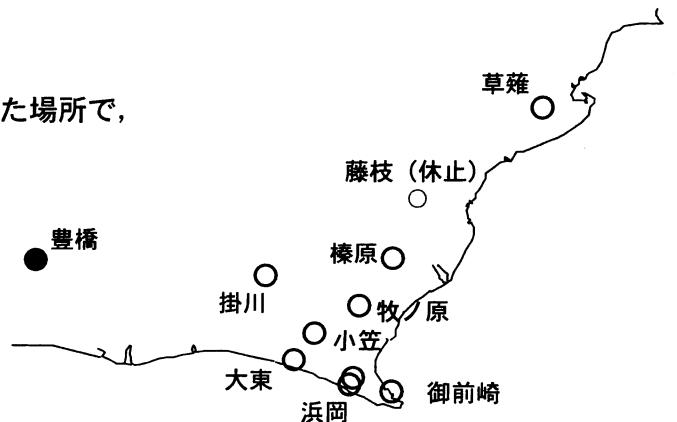 草薙
た場所で，
藤枝（休止）
豊橋
榛原
掛川
牧ノ原
小笠
大東
御前崎
浜岡